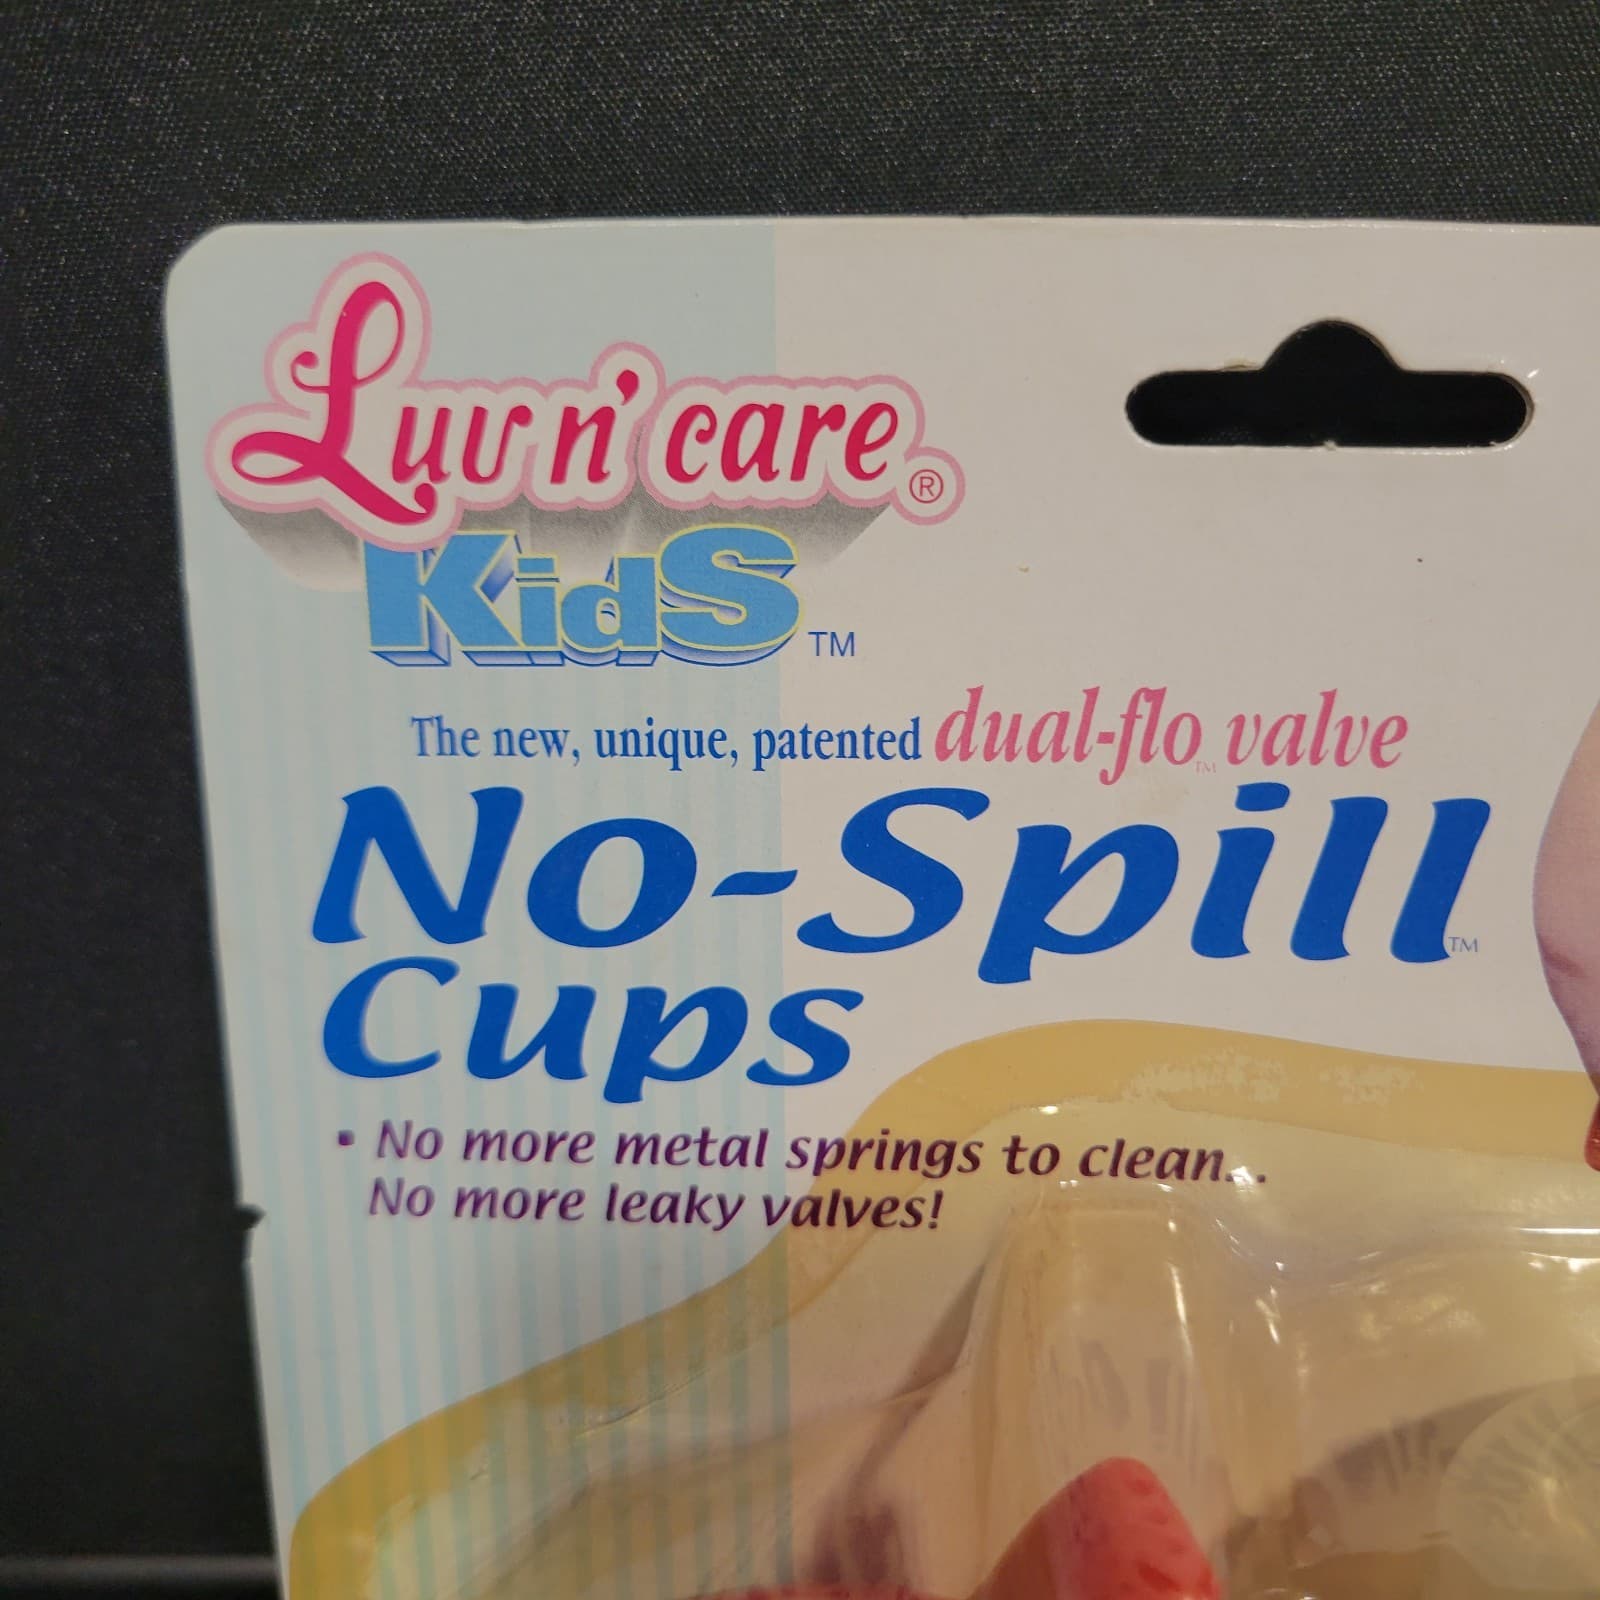 Luv n' care®
KidS™
The new, unique, patented dual-flo™ valve
No-Spill™
Cups
• No more metal springs to clean...
No more leaky valves!